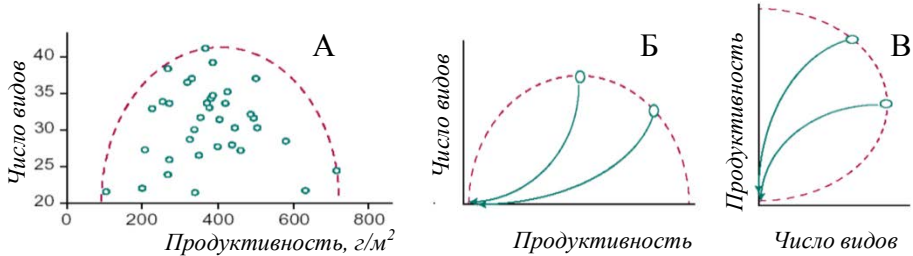 А
Число видов
40
35
30
25
20
0
200
400
600
800
Продуктивность, г/м²
Б
Число видов
Продуктивность
В
Продуктивность
Число видов